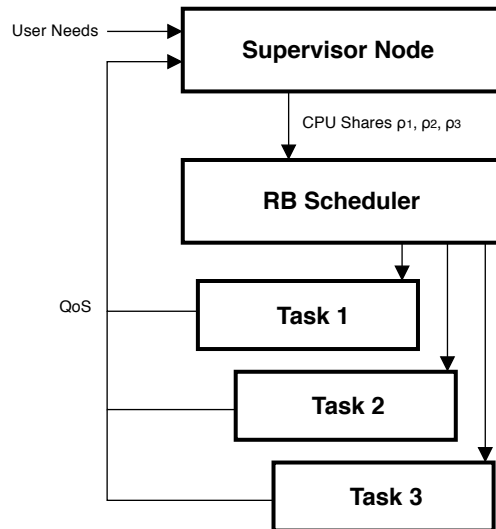 User Needs
Supervisor Node
CPU Shares ρ1, ρ2, ρ3
RB Scheduler
Task 1
QoS
Task 2
Task 3